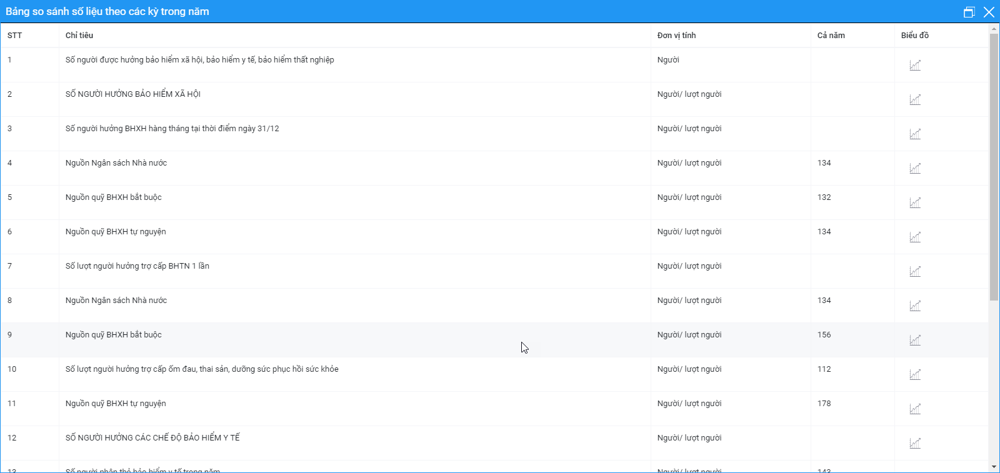 Bảng so sánh số liệu theo các kỳ trong năm
STT Chỉ tiêu Đơn vị tính Cả năm Biểu đồ
1 Số người được hưởng bảo hiểm xã hội, bảo hiểm y tế, bảo hiểm thất nghiệp Người
2 SỐ NGƯỜI HƯỞNG BẢO HIỂM XÃ HỘI Người/ lượt người
3 Số người hưởng BHXH hàng tháng tại thời điểm ngày 31/12 Người/ lượt người
4 Nguồn Ngân sách Nhà nước Người/ lượt người 134
5 Nguồn quỹ BHXH bắt buộc Người/ lượt người 132
6 Nguồn quỹ BHXH tự nguyện Người/ lượt người 134
7 Số lượt người hưởng trợ cấp BHTN 1 lần Người/ lượt người
8 Nguồn Ngân sách Nhà nước Người/ lượt người 134
9 Nguồn quỹ BHXH bắt buộc Người/ lượt người 156
10 Số lượt người hưởng trợ cấp ốm đau, thai sản, dưỡng sức phục hồi sức khỏe Người/ lượt người 112
11 Nguồn quỹ BHXH tự nguyện Người/ lượt người 178
12 SỐ NGƯỜI HƯỞNG CÁC CHẾ ĐỘ BẢO HIỂM Y TẾ Người/ lượt người
13 Số người nhận thẻ bảo hiểm y tế trong năm Người/ lượt người 143